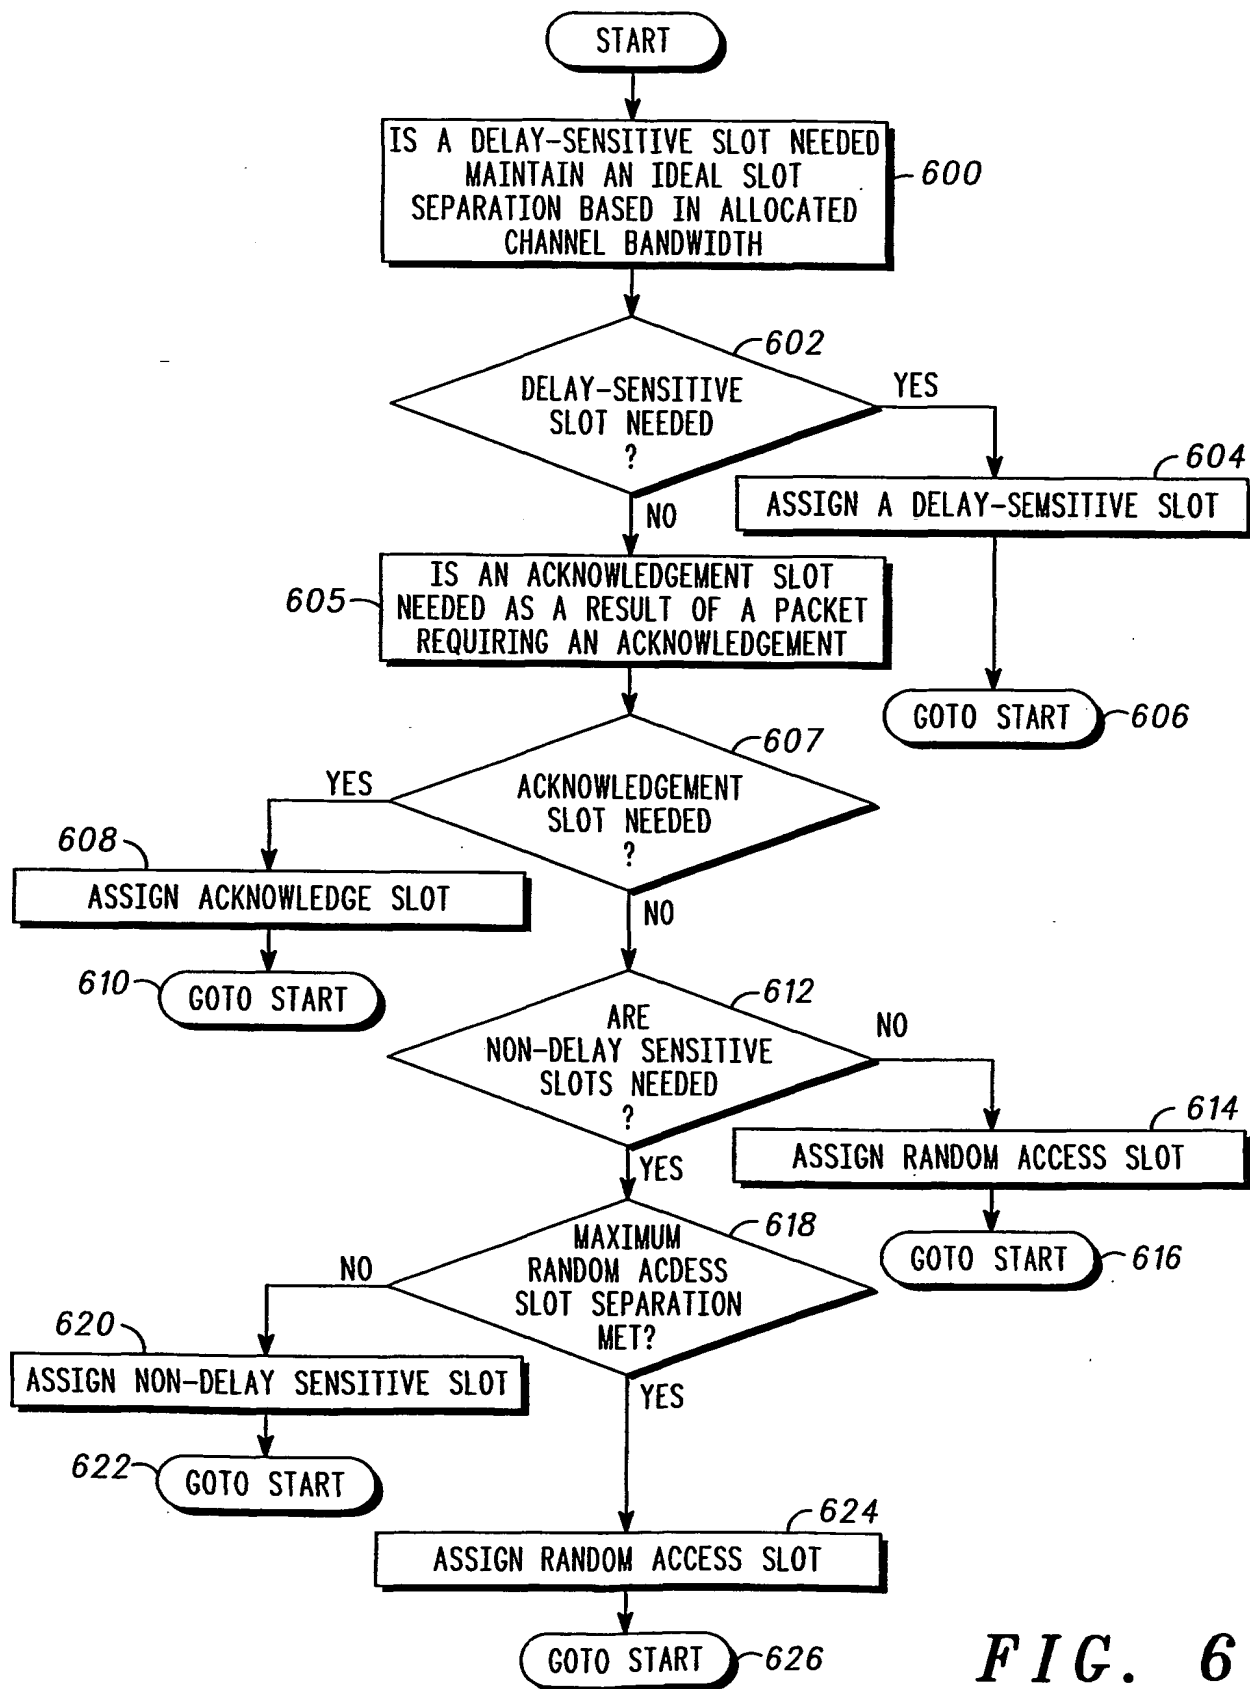 START
IS A DELAY-SENSITIVE SLOT NEEDED
MAINTAIN AN IDEAL SLOT
SEPARATION BASED IN ALLOCATED
CHANNEL BANDWIDTH
600
602
DELAY-SENSITIVE
SLOT NEEDED
?
YES
604
ASSIGN A DELAY-SEMSITIVE SLOT
NO
605
IS AN ACKNOWLEDGEMENT SLOT
NEEDED AS A RESULT OF A PACKET
REQUIRING AN ACKNOWLEDGEMENT
GOTO START
606
607
YES
ACKNOWLEDGEMENT
SLOT NEEDED
?
608
ASSIGN ACKNOWLEDGE SLOT
NO
610
GOTO START
612
ARE
NON-DELAY SENSITIVE
SLOTS NEEDED
?
NO
614
ASSIGN RANDOM ACCESS SLOT
YES
618
MAXIMUM
RANDOM ACDESS
SLOT SEPARATION
MET?
GOTO START
616
NO
620
ASSIGN NON-DELAY SENSITIVE SLOT
YES
622
GOTO START
624
ASSIGN RANDOM ACCESS SLOT
GOTO START
626
FIG. 6